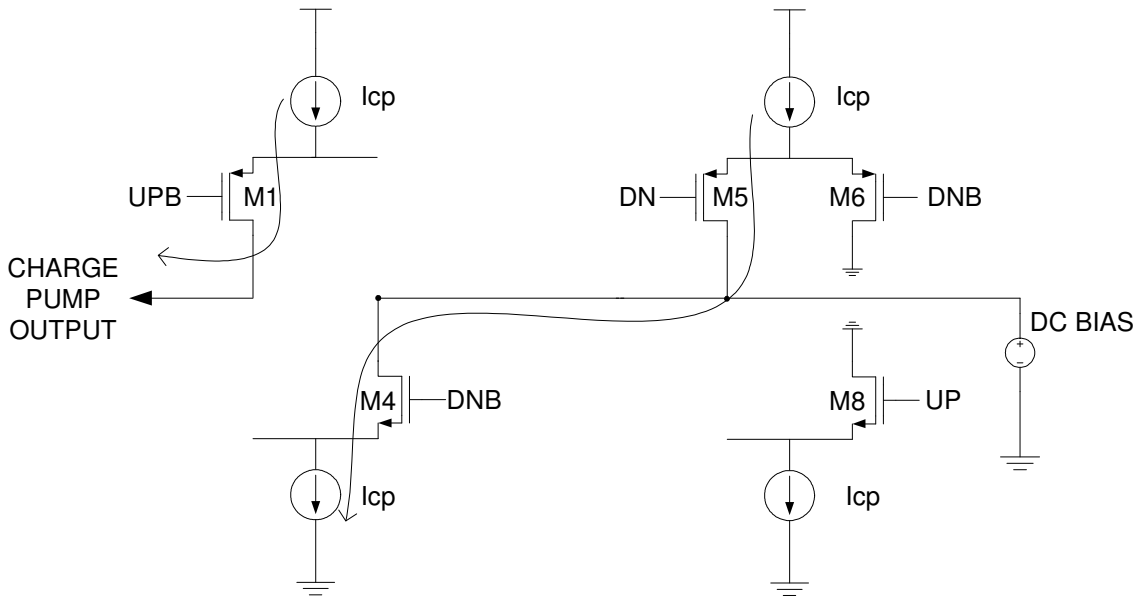 Icp
Icp
UPB
M1
DN
M5
M6
DNB
CHARGE
PUMP
OUTPUT
DC BIAS
+
−
M4
DNB
M8
UP
Icp
Icp